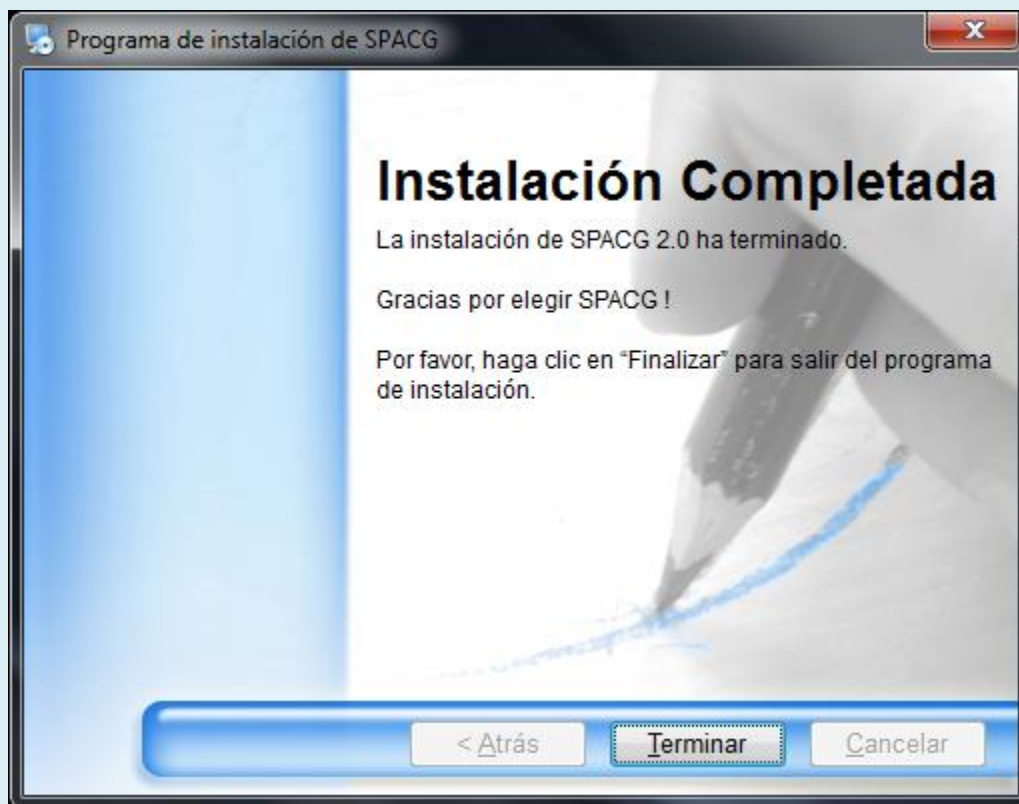 Programa de instalación de SPACG
Instalación Completada
La instalación de SPACG 2.0 ha terminado.
Gracias por elegir SPACG !
Por favor, haga clic en “Finalizar” para salir del programa
de instalación.
< Atrás
Terminar
Cancelar